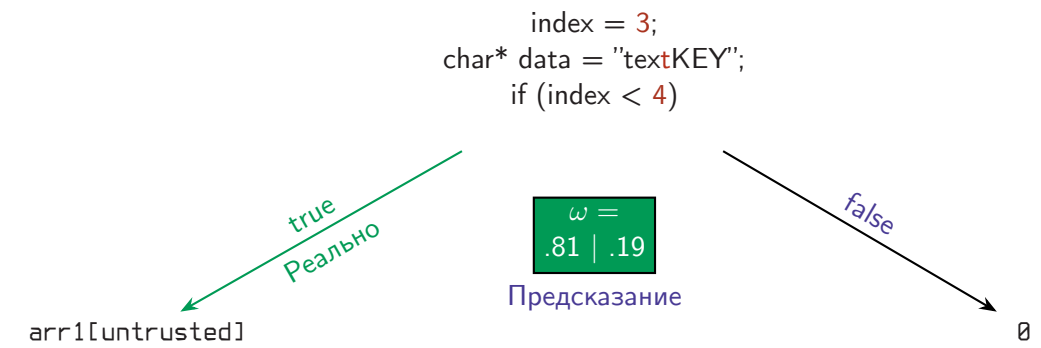 index = 3;
char* data = ”textKEY”;
if (index < 4)
true
Реально
ω =
.81 | .19
Предсказание
false
arr1[untrusted]
0